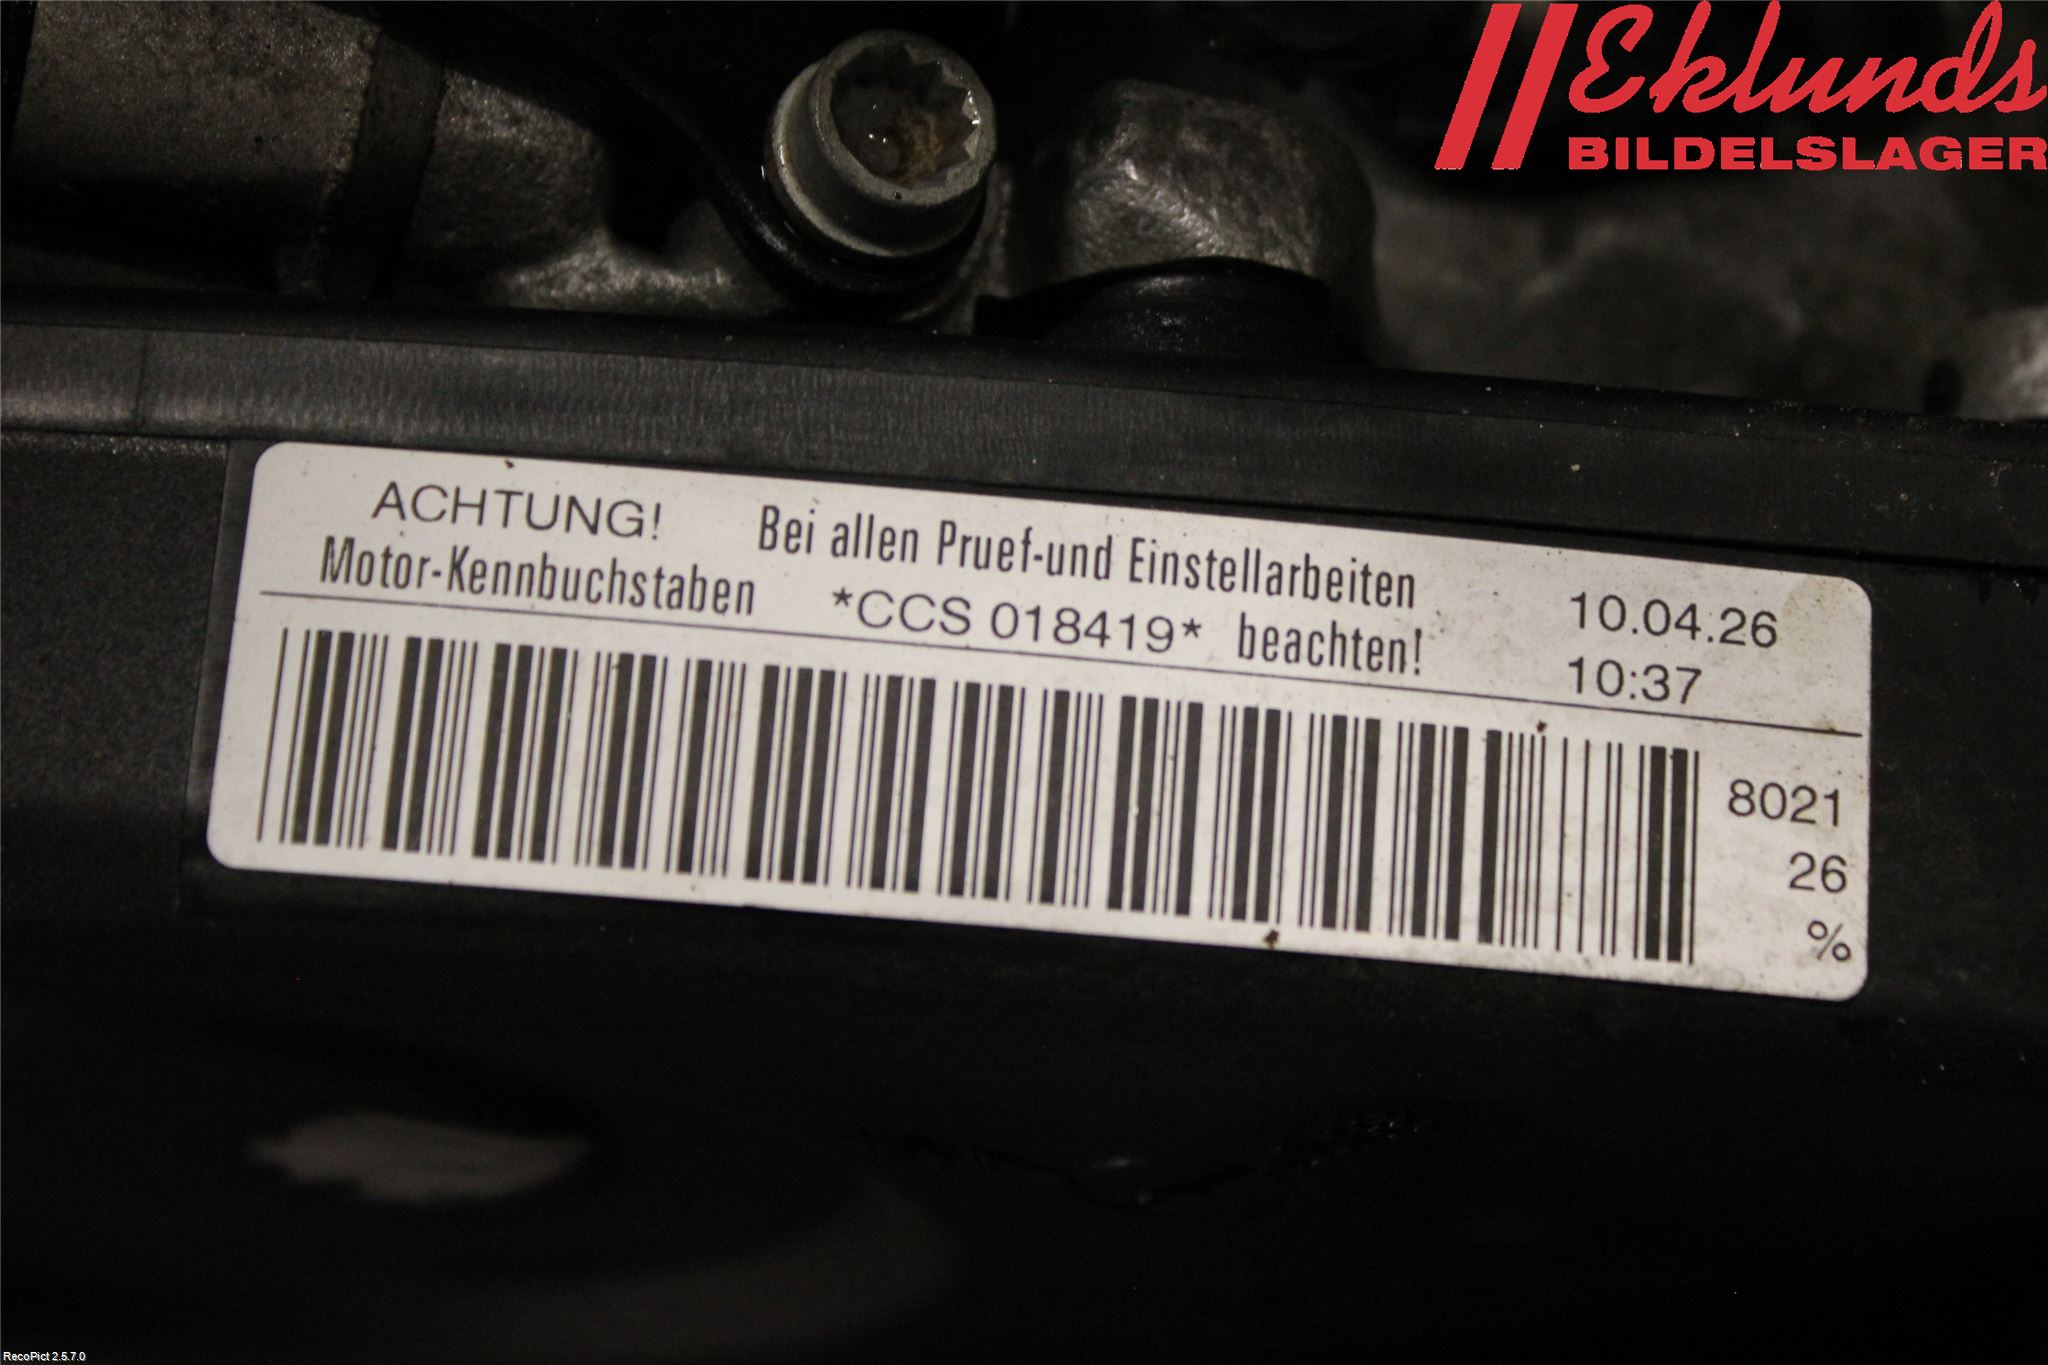 Eklunds
BILDELSLAGER
ACHTUNG! Bei allen Pruef-und Einstellarbeiten 10.04.26
Motor-Kennbuchstaben *CCS 018419* beachten! 10:37
8021
26
%
RecoPict 2.5.7.0